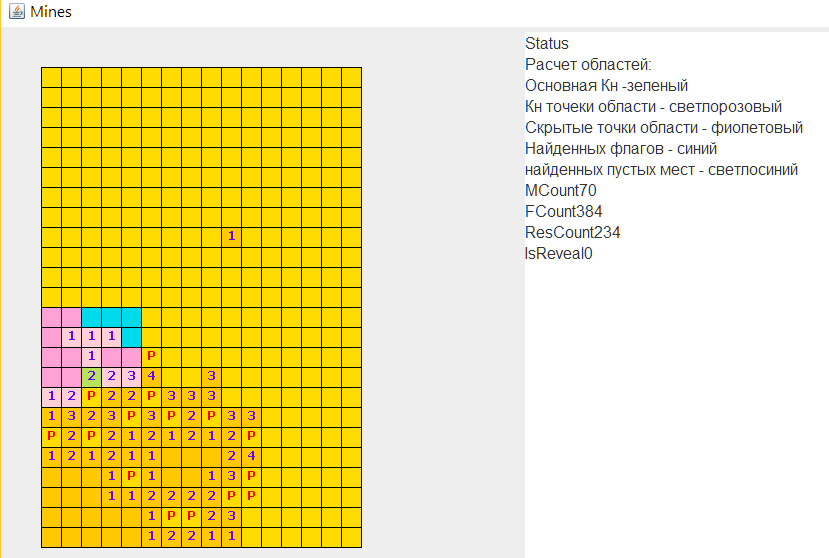 Mines
1
1 1 1
1 P
2 2 3 4 3
1 2 P 2 2 P 3 3 3
1 3 2 3 P 3 P 2 P 3 3
P 2 P 2 1 2 1 2 1 2 P
1 2 1 2 1 1 2 4
1 P 1 1 3 P
1 1 2 2 2 2 P P
1 P P 2 3
1 2 2 1 1
Status
Расчет областей:
Основная Кн -зеленый
Кн точеки области - светлорозовый
Скрытые точки области - фиолетовый
Найденных флагов - синий
найденных пустых мест - светлосиний
MCount70
FCount384
ResCount234
IsReveal0